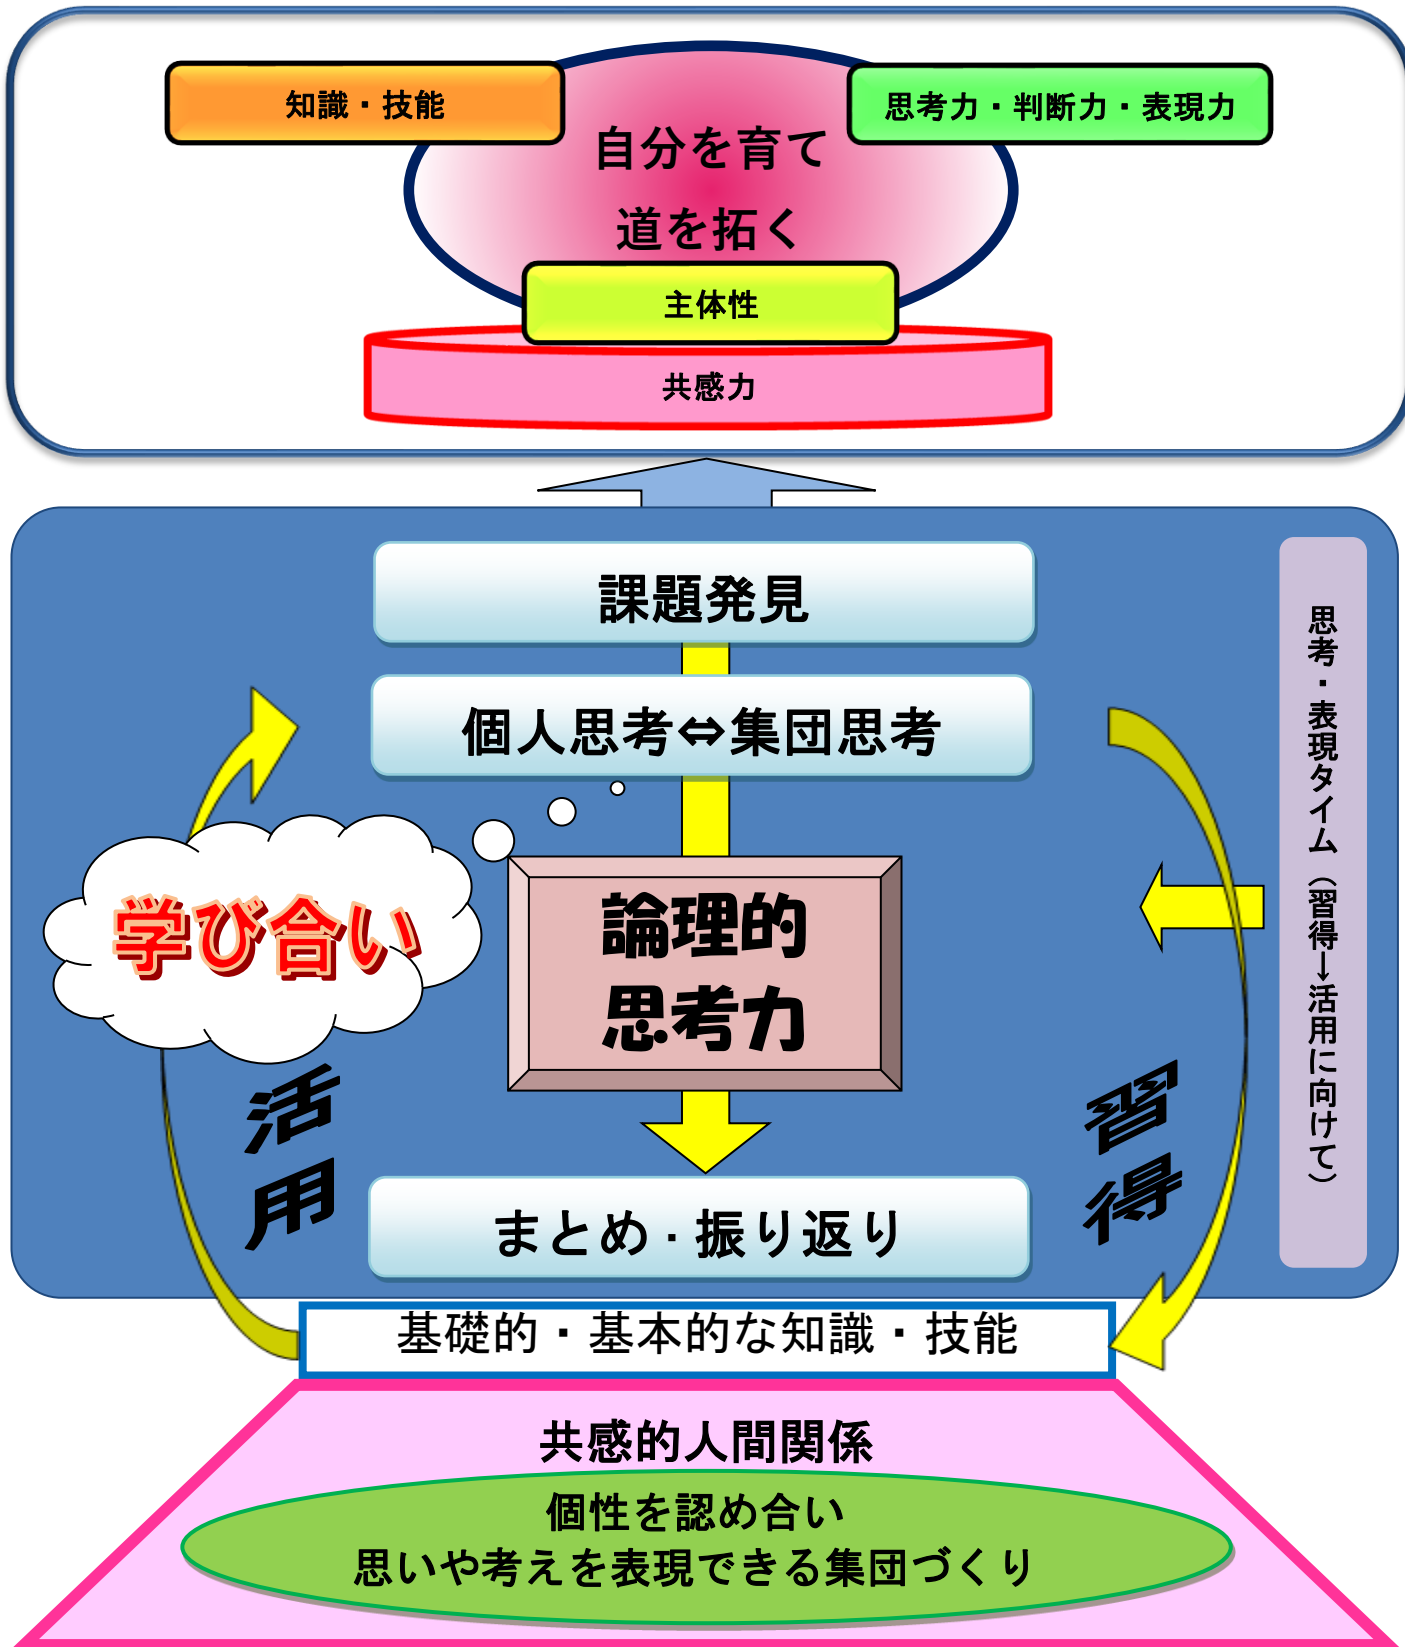 知識・技能
思考力・判断力・表現力
自分を育て
道を拓く
主体性
共感力
課題発見
個人思考⇔集団思考
学び合い
論理的
思考力
活用
習得
思考・表現タイム（習得→活用に向けて）
まとめ・振り返り
基礎的・基本的な知識・技能
共感的人間関係
個性を認め合い
思いや考えを表現できる集団づくり